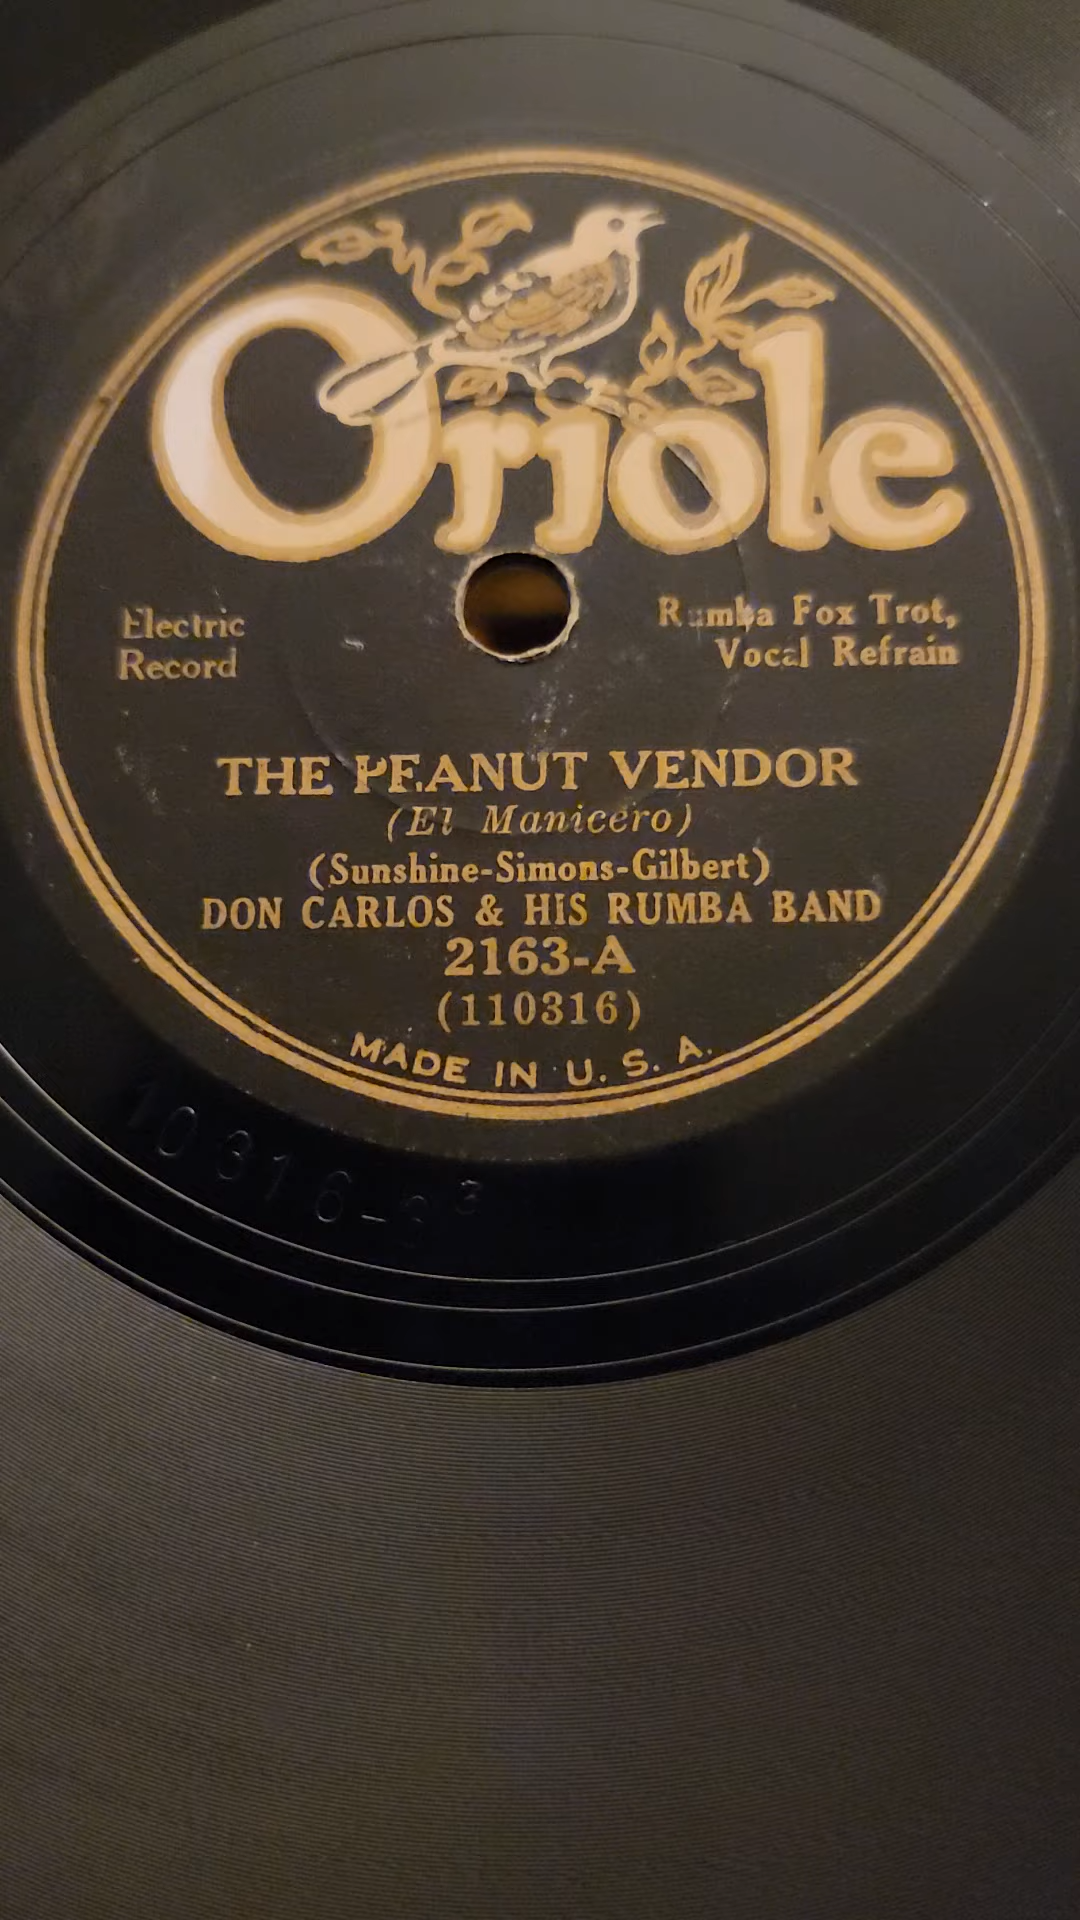 Oriole
Electric
Record
Rumba Fox Trot,
Vocal Refrain
THE PEANUT VENDOR
(El Manicero)
(Sunshine-Simons-Gilbert)
DON CARLOS & HIS RUMBA BAND
2163-A
(110316)
MADE IN U. S. A.